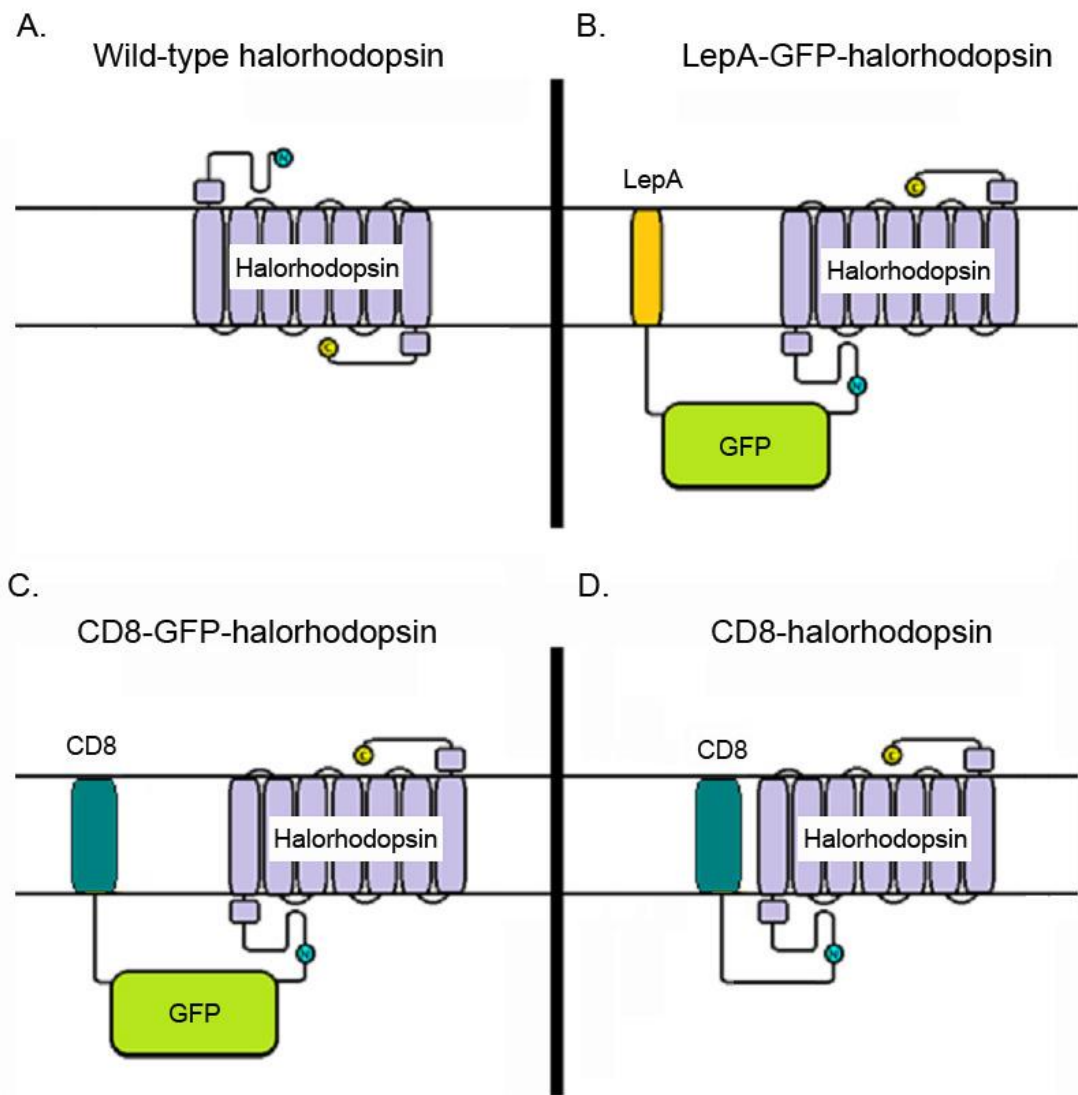 A.
Wild-type halorhodopsin
N
Halorhodopsin
C
B.
LepA-GFP-halorhodopsin
LepA
C
Halorhodopsin
N
GFP
C.
CD8-GFP-halorhodopsin
CD8
C
Halorhodopsin
N
GFP
D.
CD8-halorhodopsin
CD8
C
Halorhodopsin
N